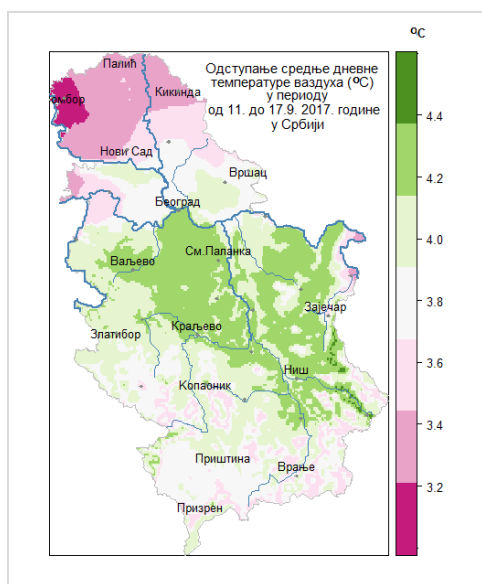 ºC
Одступање средње дневне
температуре ваздуха (ºC)
у периоду
од 11. до 17.9. 2017. године
у Србији
Палић
Кикинда
омбор
Нови Сад
Вршац
Београд
См.Паланка
Ваљево
Зајечар
Краљево
Златибор
Ниш
Копаоник
Приштина
Врање
Призрен
4.4
4.2
4.0
3.8
3.6
3.4
3.2